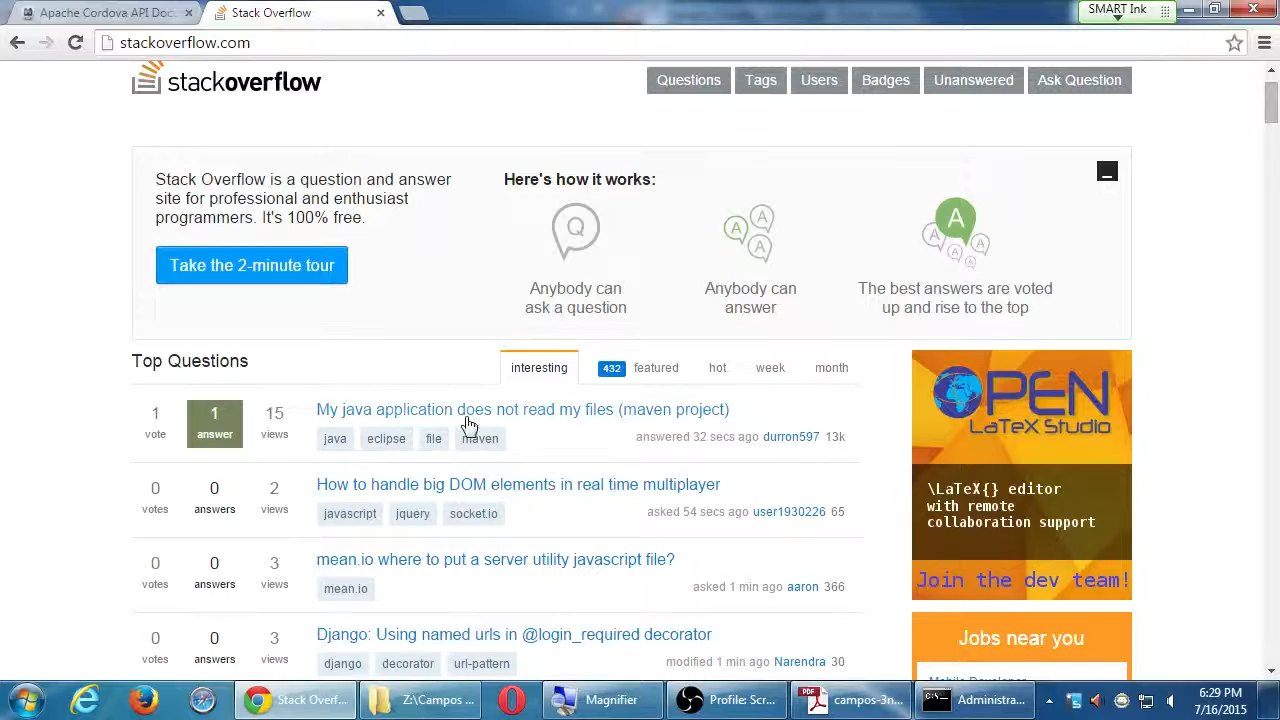 Apache Cordova API Docu
Stack Overflow
SMART Ink
stackoverflow.com
stackoverflow
Questions
Tags
Users
Badges
Unanswered
Ask Question
Stack Overflow is a question and answer
site for professional and enthusiast
programmers. It's 100% free.
Take the 2-minute tour
Here's how it works:
Q
A
A
A
A
A
A
A
A
Anybody can
ask a question
Anybody can
answer
The best answers are voted
up and rise to the top
Top Questions
interesting
432 featured
hot
week
month
1
vote
1
answer
15
views
My java application does not read my files (maven project)
java eclipse file maven
answered 32 secs ago durron597 13k
0
votes
0
answers
2
views
How to handle big DOM elements in real time multiplayer
javascript jquery socket.io
asked 54 secs ago user1930226 65
0
votes
0
answers
3
views
mean.io where to put a server utility javascript file?
mean.io
asked 1 min ago aaron 366
0
votes
0
answers
3
views
Django: Using named urls in @login_required decorator
django decorator url-pattern
modified 1 min ago Narendra 30
OPEN
LaTeX Studio
\LaTeX{} editor
with remote
collaboration support
Join the dev team!
Jobs near you
Mobile Developer
Stack Overf...
Z:\Campos ...
Magnifier
Profile: Scr...
campos-3n...
Administra...
6:29 PM
7/16/2015